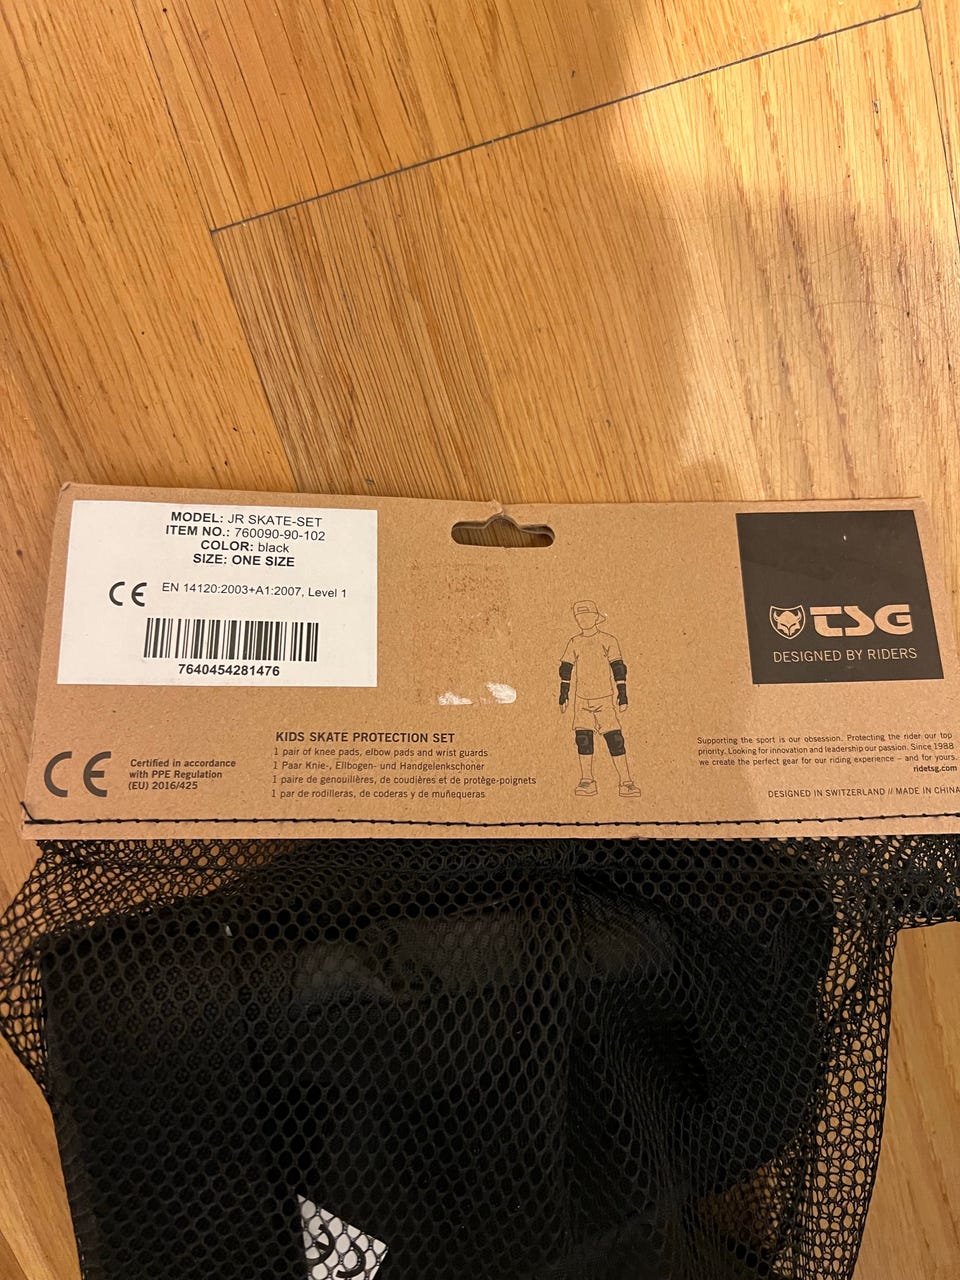 MODEL: JR SKATE-SET
ITEM NO.: 760090-90-102
COLOR: black
SIZE: ONE SIZE
CE EN 14120:2003+A1:2007, Level 1
7640454281476
TSG
DESIGNED BY RIDERS
CE
Certified in accordance
with PPE Regulation
(EU) 2016/425
KIDS SKATE PROTECTION SET
1 pair of knee pads, elbow pads and wrist guards
1 Paar Knie-, Ellbogen- und Handgelenkschoner
1 paire de genouillères, de coudières et de protège-poignets
1 par de rodilleras, de coderas y de muñequeras
Supporting the sport is our obsession. Protecting the rider our top
priority. Looking for innovation and leadership our passion. Since 1988
we create the perfect gear for our riding experience – and for yours.
ridetsg.com
DESIGNED IN SWITZERLAND // MADE IN CHINA